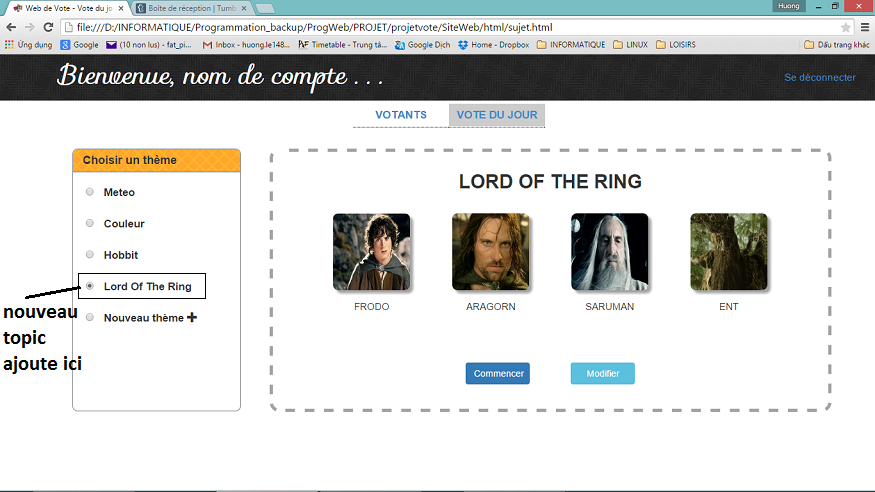 Web de Vote - Vote du jo
Boîte de réception | Tumb
Huong
file:///D:/INFORMATIQUE/Programmation_backup/ProgWeb/PROJET/projetvote/SiteWeb/html/sujet.html
Ứng dụng
Google
(10 non lus) - fat_pi...
Inbox - huong.le148...
Timetable - Trung tâ...
Google Dịch
Home - Dropbox
INFORMATIQUE
LINUX
LOISIRS
Dấu trang khác
Bienvenue, nom de compte . . .
Se déconnecter
VOTANTS
VOTE DU JOUR
Choisir un thème
Meteo
Couleur
Hobbit
Lord Of The Ring
Nouveau thème +
nouveau
topic
ajoute ici
LORD OF THE RING
FRODO
ARAGORN
SARUMAN
ENT
Commencer
Modifier